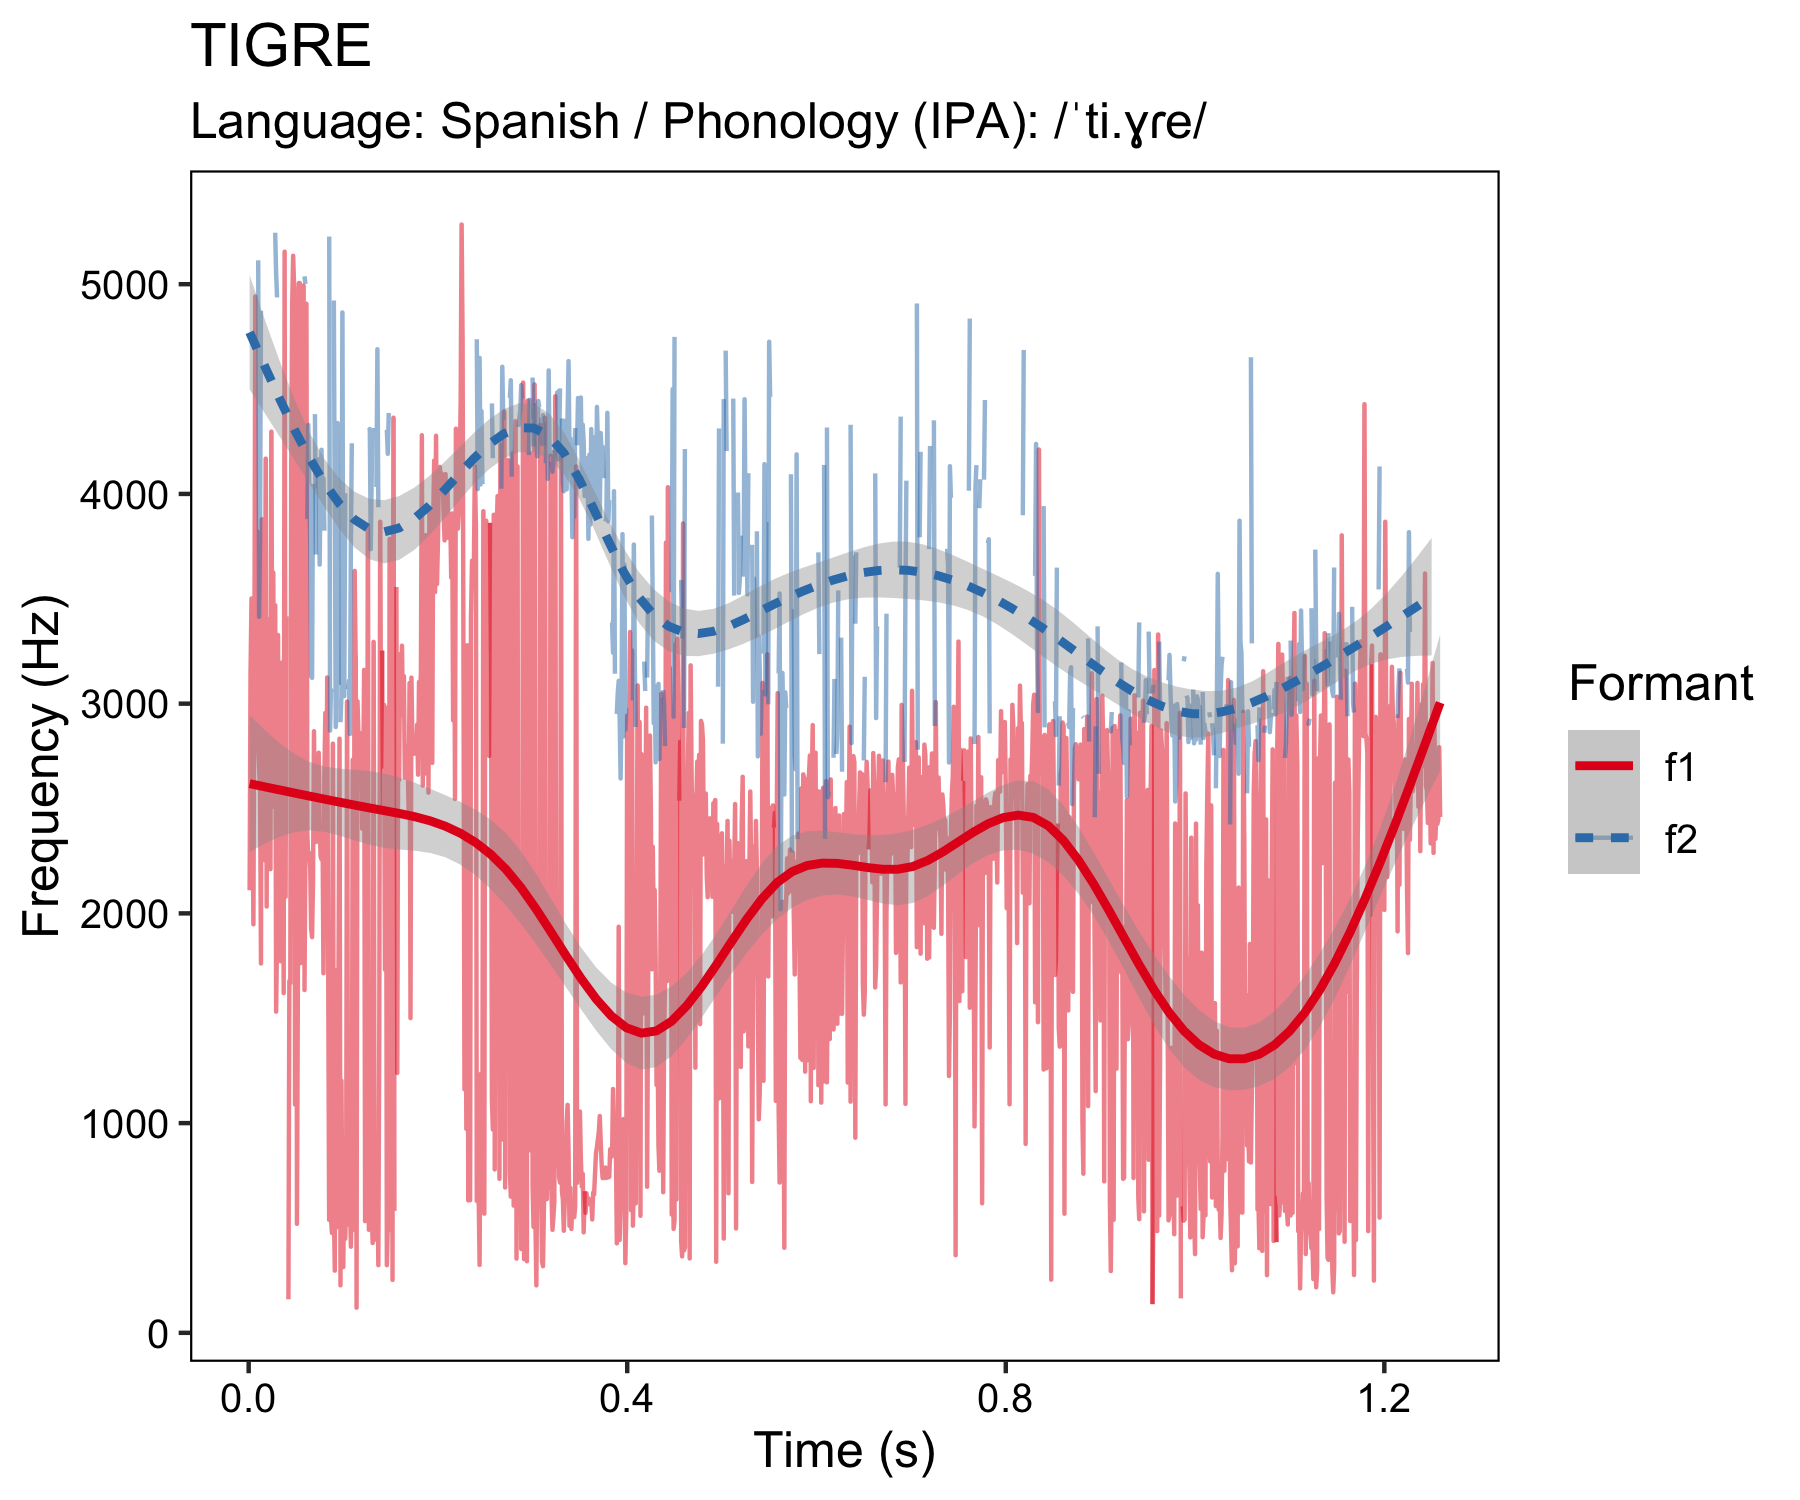 TIGRE
Language: Spanish / Phonology (IPA): /ˈti.ɣɾe/
Frequency (Hz)
5000
4000
3000
2000
1000
0
0.0
0.4
0.8
1.2
Time (s)
Formant
f1
f2